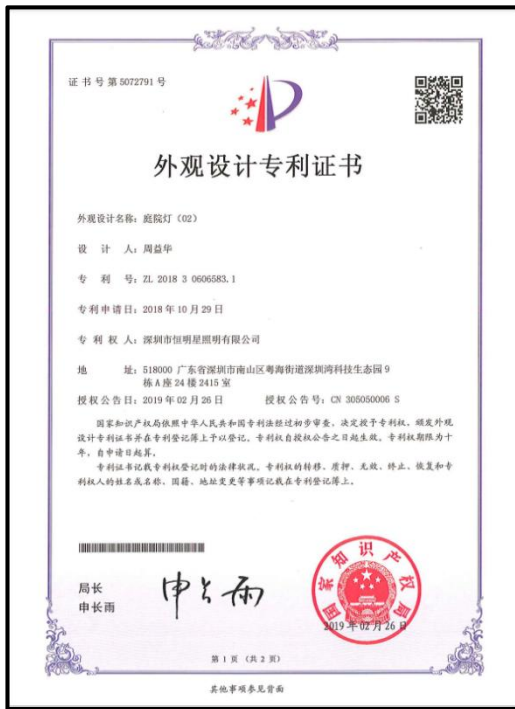 证书号第5072791号
外观设计专利证书
外观设计名称：庭院灯（02）
设 计 人：周益华
专 利 号：ZL 2018 3 0606583.1
专利申请日：2018年10月29日
专 利 权 人：深圳市恒明星照明有限公司
地 址：518000 广东省深圳市南山区粤海街道深圳湾科技生态园9
栋A座24楼2415室
授权公告日：2019年02月26日 授权公告号：CN 305050006 S
国家知识产权局依照中华人民共和国专利法经过初步审查，决定授予专利权，颁发外观
设计专利证书并在专利登记簿上予以登记。专利权自授权公告之日起生效。专利权期限为十
年，自申请日起算。
专利证书记载专利权登记时的法律状况。专利权的转移、质押、无效、终止、恢复和专
利权人的姓名或名称、国籍、地址变更等事项记载在专利登记簿上。
局长
申长雨
申长雨
国家知识产权局
2019年02月26日
第 1 页 （共 2 页）
其他事项参见背面